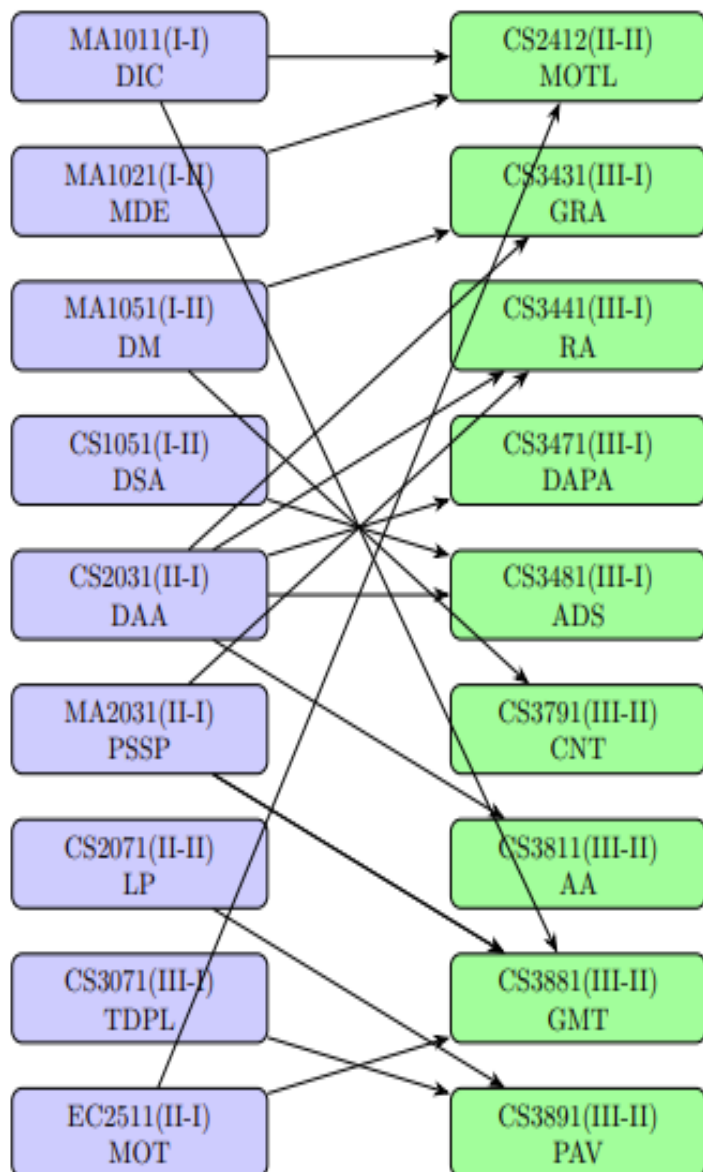 MA1011(I-I)
DIC
MA1021(I-II)
MDE
MA1051(I-II)
DM
CS1051(I-II)
DSA
CS2031(II-I)
DAA
MA2031(II-I)
PSSP
CS2071(II-II)
LP
CS3071(III-I)
TDPL
EC2511(II-I)
MOT
CS2412(II-II)
MOTL
CS3431(III-I)
GRA
CS3441(III-I)
RA
CS3471(III-I)
DAPA
CS3481(III-I)
ADS
CS3791(III-II)
CNT
CS3811(III-II)
AA
CS3881(III-II)
GMT
CS3891(III-II)
PAV